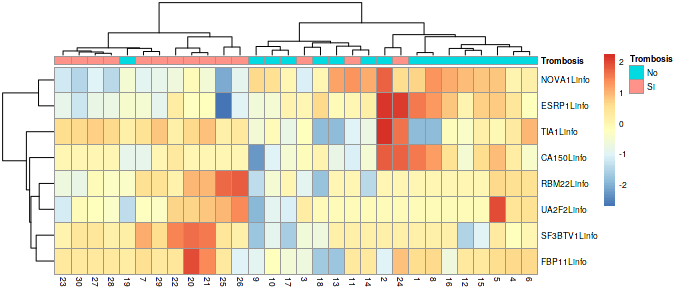 Trombosis
NOVA1Linfo
ESRP1Linfo
TIA1Linfo
CA150Linfo
RBM22Linfo
UA2F2Linfo
SF3BTV1Linfo
FBP11Linfo
23 30 27 28 19 7 29 22 20 21 25 26 9 10 17 3 18 13 11 14 2 24 1 8 16 12 15 5 4 6
2
1
0
-1
-2
Trombosis
No
Si